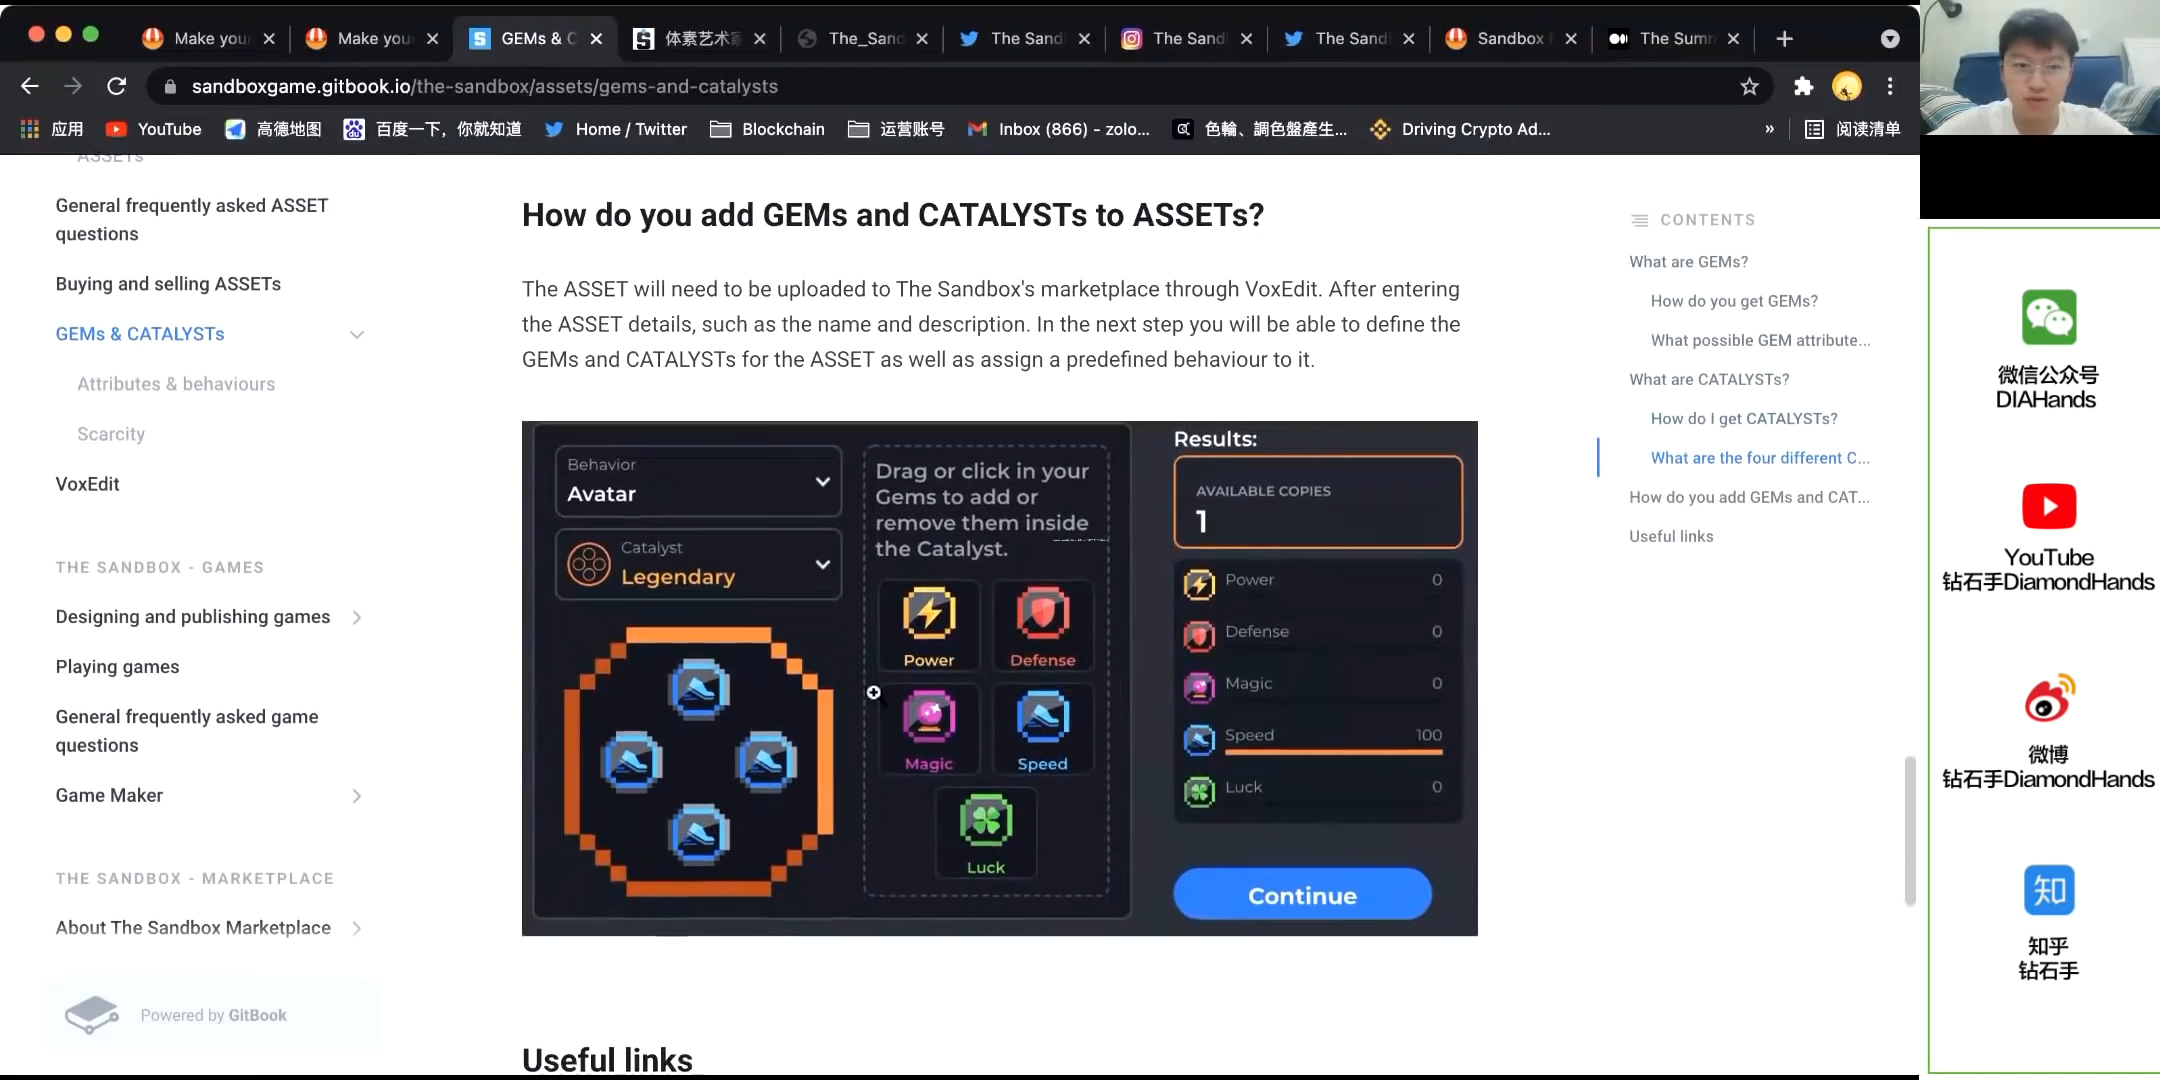 Make your
Make your
GEMs & C
体素艺术家
The_Sand
The Sand
The Sand
The Sand
Sandbox
The Sum
sandboxgame.gitbook.io/the-sandbox/assets/gems-and-catalysts
应用
YouTube
高德地图
百度一下，你就知道
Home / Twitter
Blockchain
运营账号
Inbox (866) - zolo...
色輪、調色盤產生...
Driving Crypto Ad...
»
阅读清单
ASSETs
General frequently asked ASSET
questions
Buying and selling ASSETs
GEMs & CATALYSTs
Attributes & behaviours
Scarcity
VoxEdit
THE SANDBOX - GAMES
Designing and publishing games
Playing games
General frequently asked game
questions
Game Maker
THE SANDBOX - MARKETPLACE
About The Sandbox Marketplace
Powered by GitBook
How do you add GEMs and CATALYSTs to ASSETs?
The ASSET will need to be uploaded to The Sandbox's marketplace through VoxEdit. After entering
the ASSET details, such as the name and description. In the next step you will be able to define the
GEMs and CATALYSTs for the ASSET as well as assign a predefined behaviour to it.
Behavior
Avatar
Catalyst
Legendary
Drag or click in your
Gems to add or
remove them inside
the Catalyst.
Power
Defense
Magic
Speed
Luck
Results:
AVAILABLE COPIES
1
Power 0
Defense 0
Magic 0
Speed 100
Luck 0
Continue
Useful links
CONTENTS
What are GEMs?
How do you get GEMs?
What possible GEM attribute...
What are CATALYSTs?
How do I get CATALYSTs?
What are the four different C...
How do you add GEMs and CAT...
Useful links
微信公众号
DIAHands
YouTube
钻石手DiamondHands
微博
钻石手DiamondHands
知
知乎
钻石手